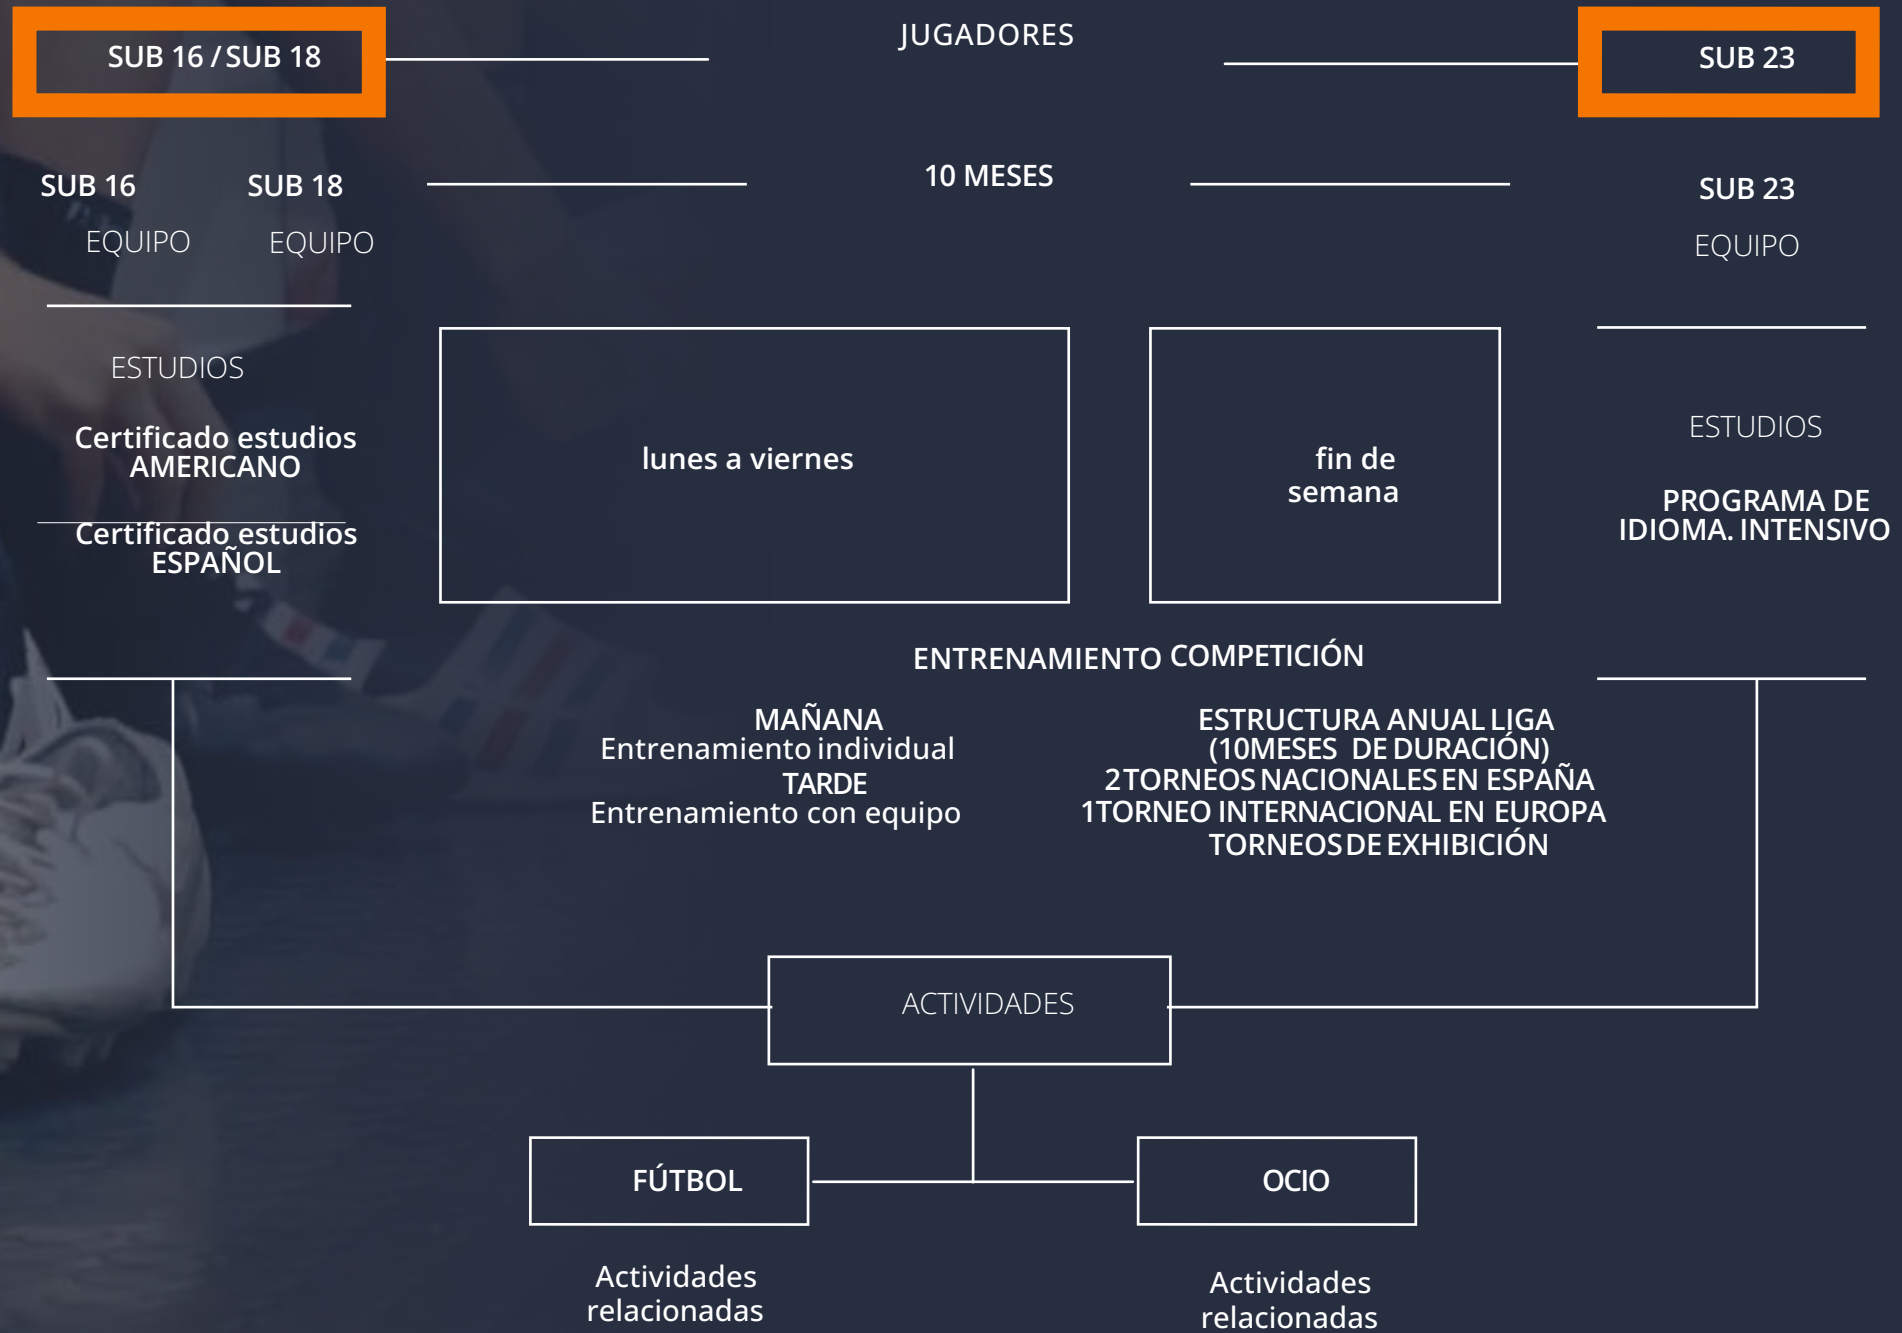 SUB 16 / SUB 18
JUGADORES
SUB 23
SUB 16
SUB 18
10 MESES
SUB 23
EQUIPO
EQUIPO
EQUIPO
ESTUDIOS
Certificado estudios
AMERICANO
Certificado estudios
ESPAÑOL
lunes a viernes
fin de
semana
ESTUDIOS
PROGRAMA DE
IDIOMA. INTENSIVO
ENTRENAMIENTO
MAÑANA
Entrenamiento individual
TARDE
Entrenamiento con equipo
COMPETICIÓN
ESTRUCTURA ANUAL LIGA
(10MESES DE DURACIÓN)
2TORNEOS NACIONALES EN ESPAÑA
1TORNEO INTERNACIONAL EN EUROPA
TORNEOS DE EXHIBICIÓN
ACTIVIDADES
FÚTBOL
OCIO
Actividades
relacionadas
Actividades
relacionadas